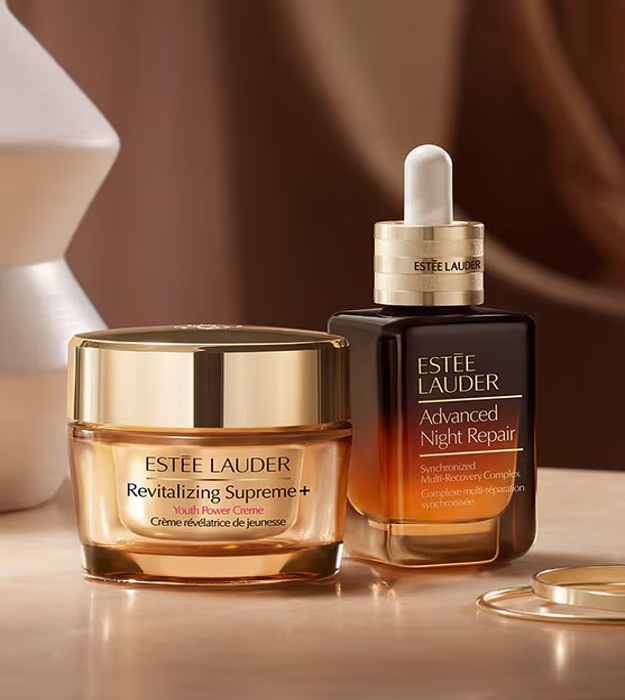 ESTĒE LAUDER
Revitalizing Supreme+
Youth Power Creme
Crème révélatrice de jeunesse
ESTĒE LAUDER
ESTĒE
LAUDER
Advanced
Night Repair
Synchronized
Multi-Recovery Complex
Complexe multi-réparation
synchronisée